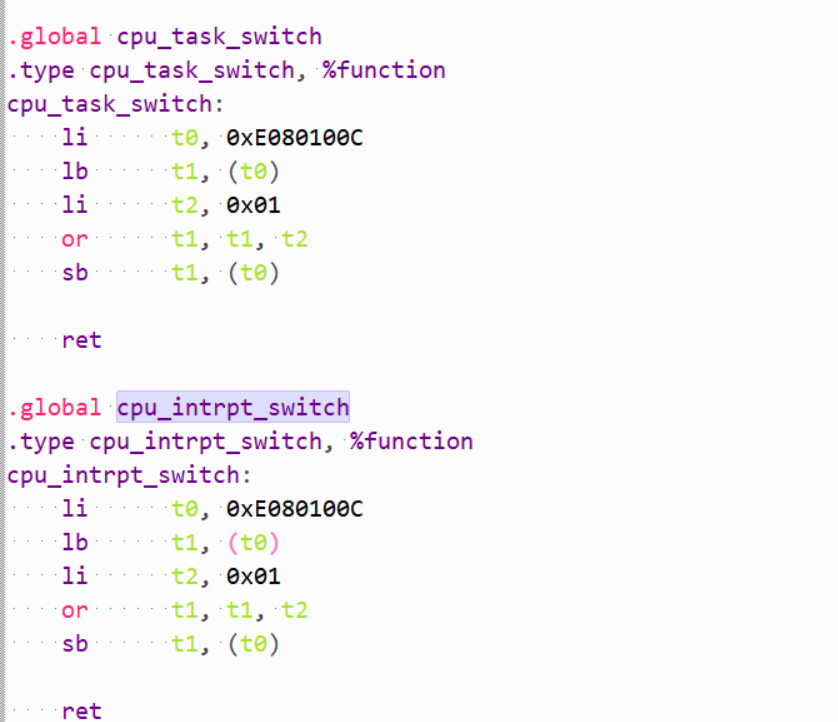 .global cpu_task_switch
.type cpu_task_switch, %function
cpu_task_switch:
    li      t0, 0xE080100C
    lb      t1, (t0)
    li      t2, 0x01
    or      t1, t1, t2
    sb      t1, (t0)

    ret

.global cpu_intrpt_switch
.type cpu_intrpt_switch, %function
cpu_intrpt_switch:
    li      t0, 0xE080100C
    lb      t1, (t0)
    li      t2, 0x01
    or      t1, t1, t2
    sb      t1, (t0)

    ret